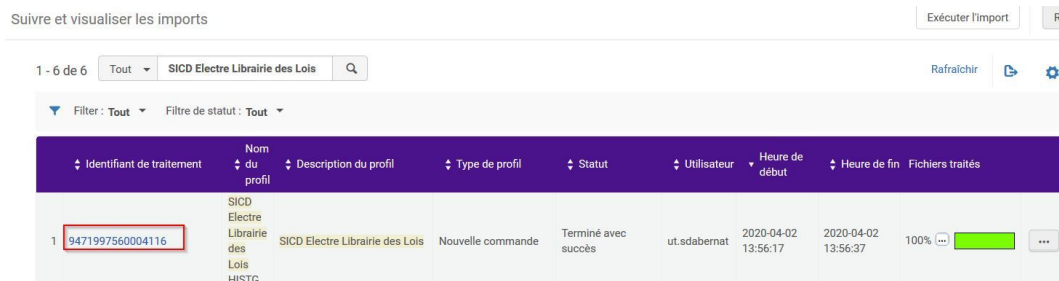 Suivre et visualiser les imports
Exécuter l'import
R
1 - 6 de 6 Tout SICD Electre Librairie des Lois
Rafraîchir
Filter : Tout Filtre de statut : Tout
Identifiant de traitement
Nom du profil
Description du profil
Type de profil
Statut
Utilisateur
Heure de début
Heure de fin
Fichiers traités
1
9471997560004116
SICD
Electre
Librairie
des
Lois
HISTG
SICD Electre Librairie des Lois
Nouvelle commande
Terminé avec
succès
ut.sdabernat
2020-04-02
13:56:17
2020-04-02
13:56:37
100% ...
...